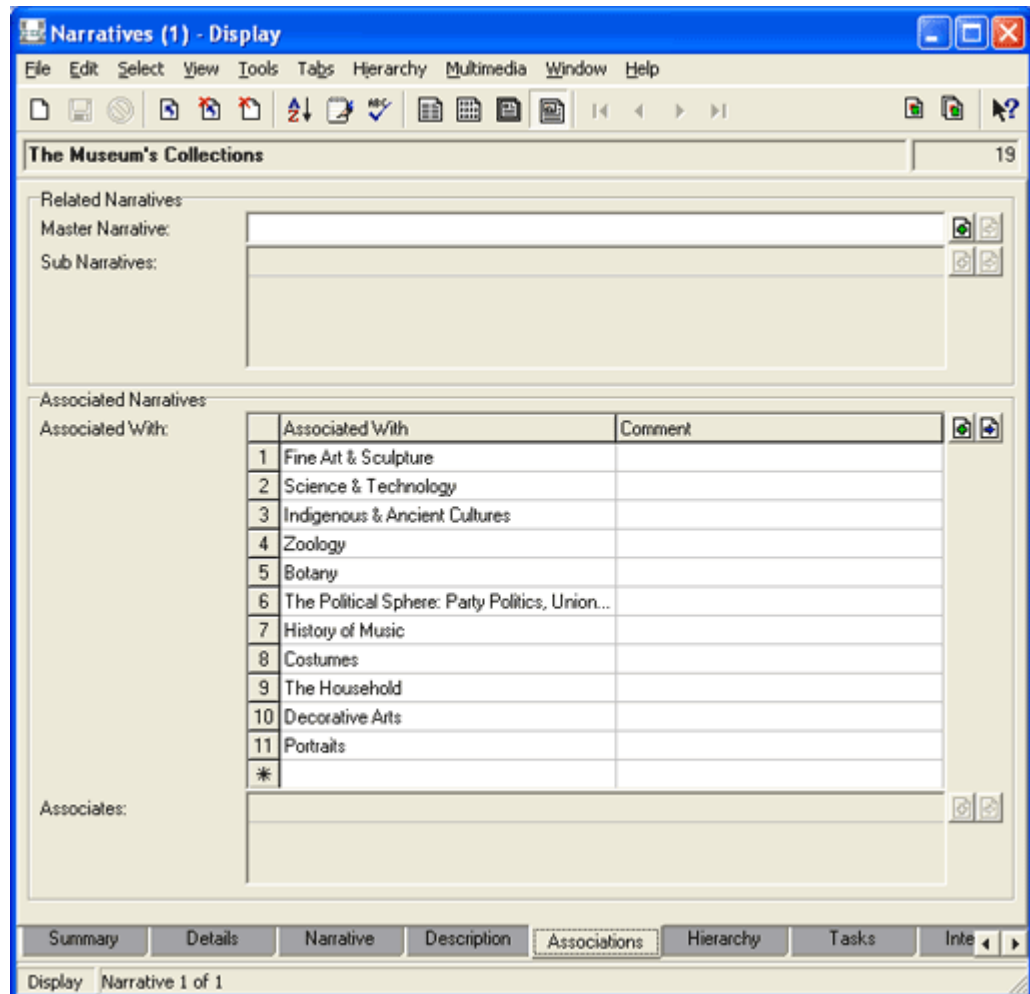 Narratives (1) - Display
File Edit Select View Tools Tabs Hierarchy Multimedia Window Help
The Museum's Collections 19
Related Narratives
Master Narrative:
Sub Narratives:
Associated Narratives
Associated With: Associated With Comment
1 Fine Art & Sculpture
2 Science & Technology
3 Indigenous & Ancient Cultures
4 Zoology
5 Botany
6 The Political Sphere: Party Politics, Union...
7 History of Music
8 Costumes
9 The Household
10 Decorative Arts
11 Portraits
Associates:
Summary Details Narrative Description Associations Hierarchy Tasks Inte
Display Narrative 1 of 1